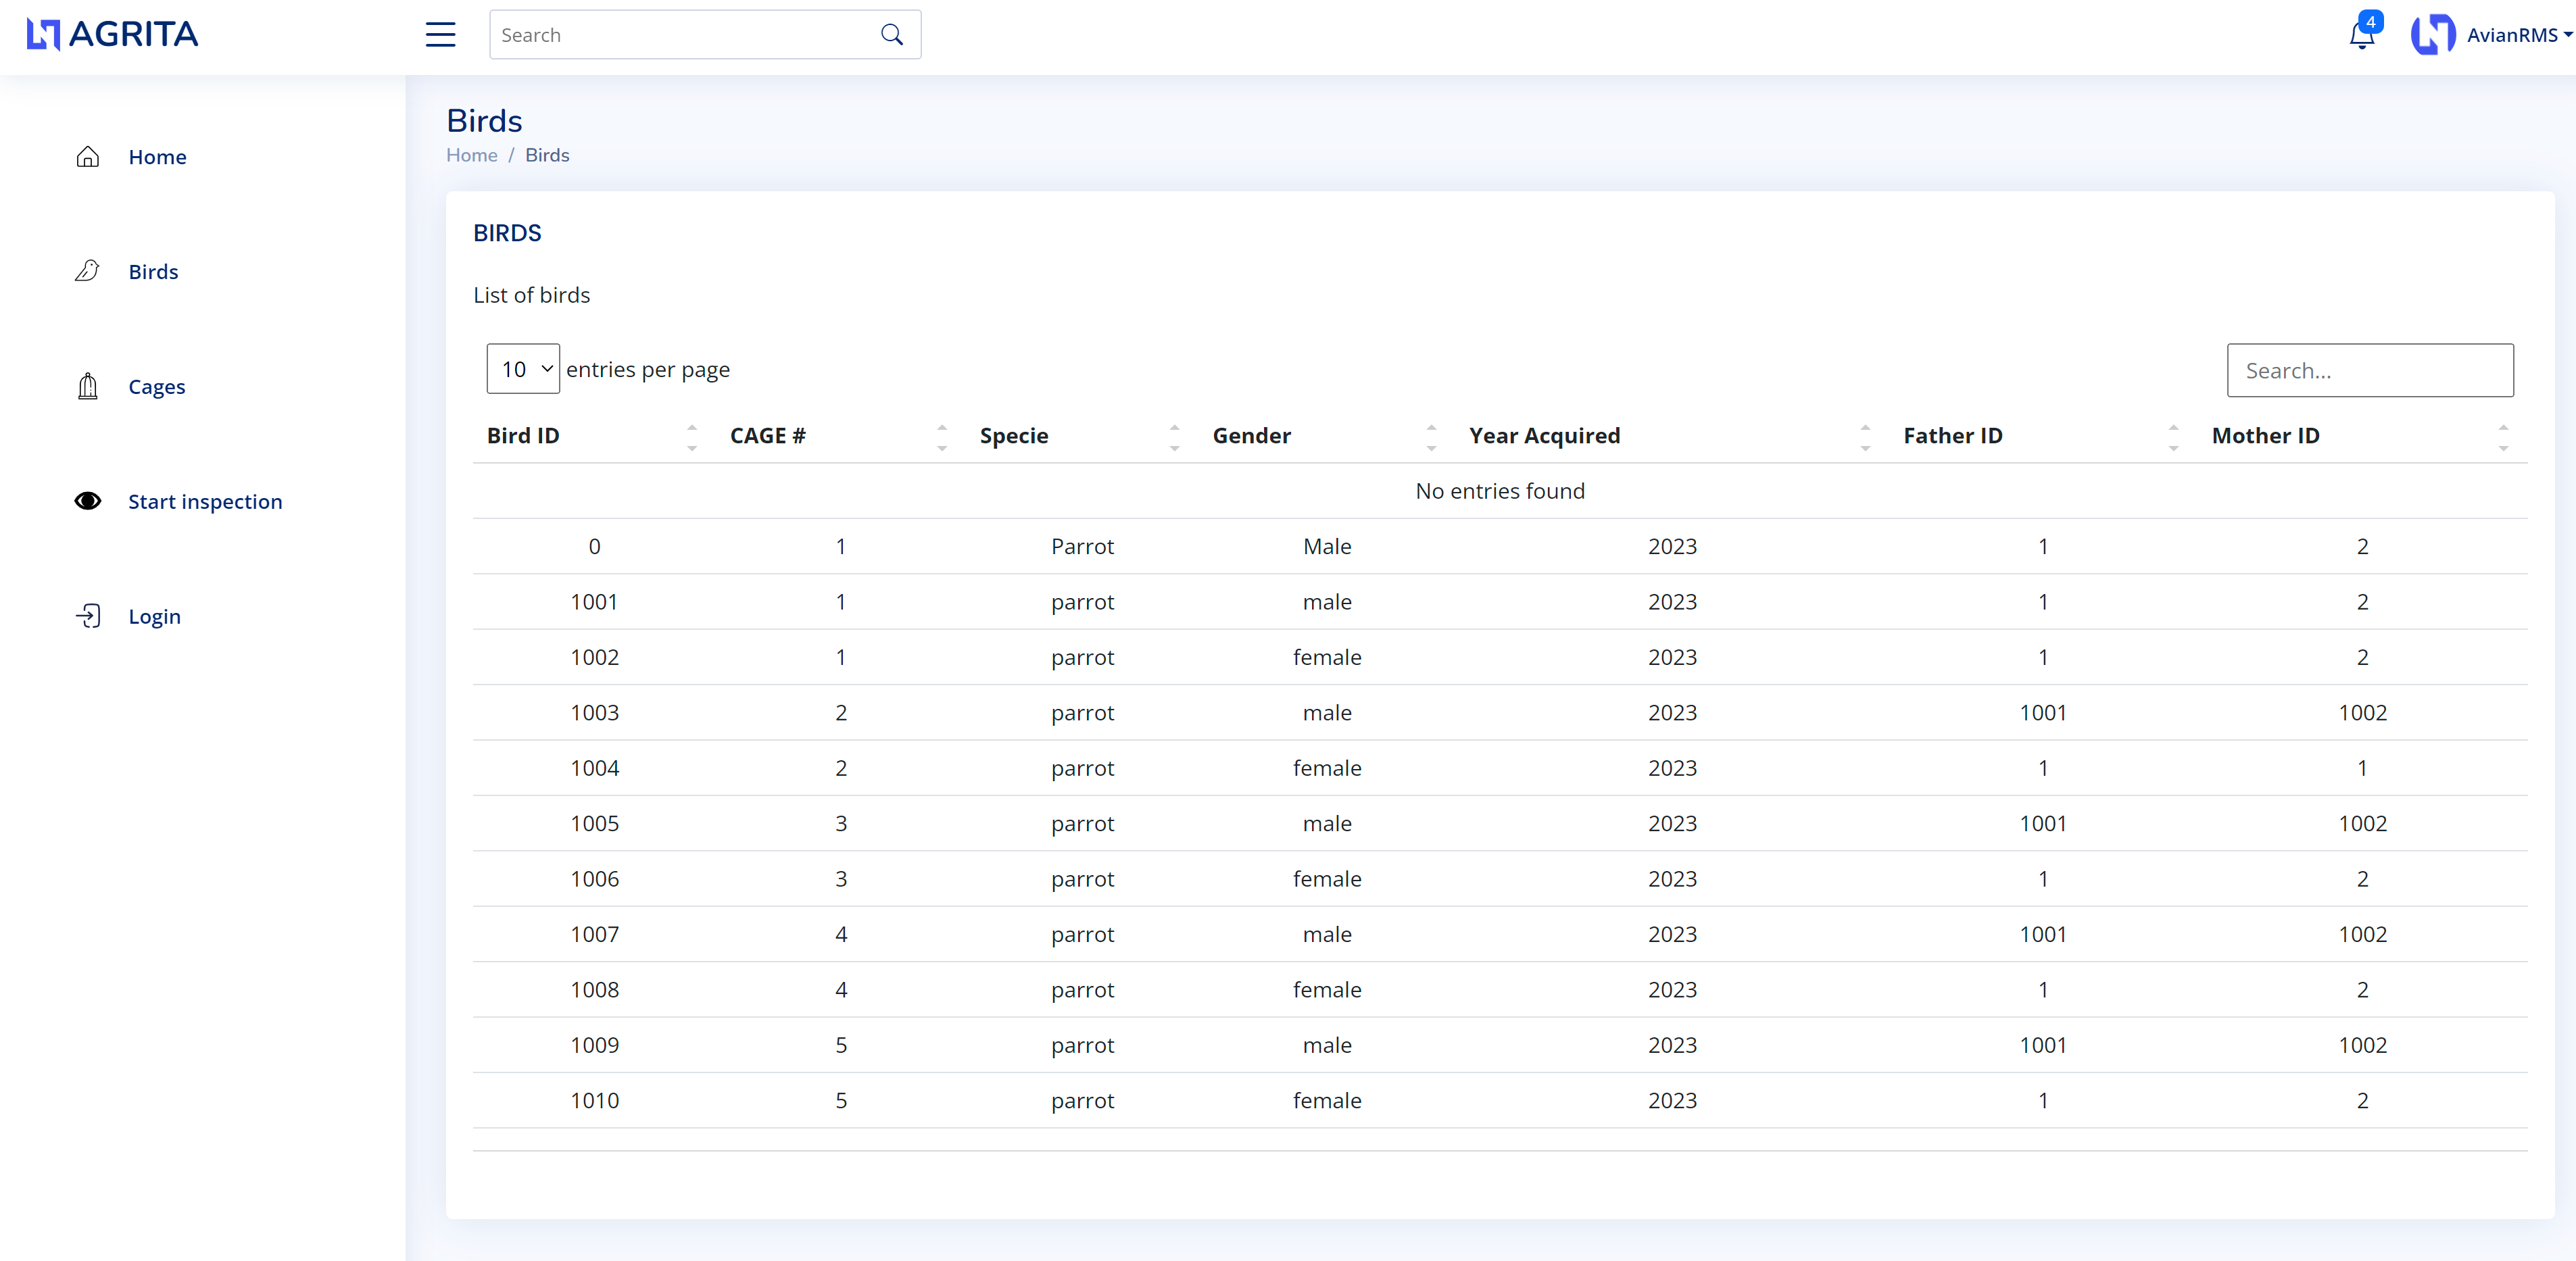 AGRITA
Search
4
AvianRMS
Home
Birds
Cages
Start inspection
Login
Birds
Home / Birds
BIRDS
List of birds
10 entries per page
Search...
Bird ID CAGE # Specie Gender Year Acquired Father ID Mother ID
No entries found
0 1 Parrot Male 2023 1 2
1001 1 parrot male 2023 1 2
1002 1 parrot female 2023 1 2
1003 2 parrot male 2023 1001 1002
1004 2 parrot female 2023 1 1
1005 3 parrot male 2023 1001 1002
1006 3 parrot female 2023 1 2
1007 4 parrot male 2023 1001 1002
1008 4 parrot female 2023 1 2
1009 5 parrot male 2023 1001 1002
1010 5 parrot female 2023 1 2